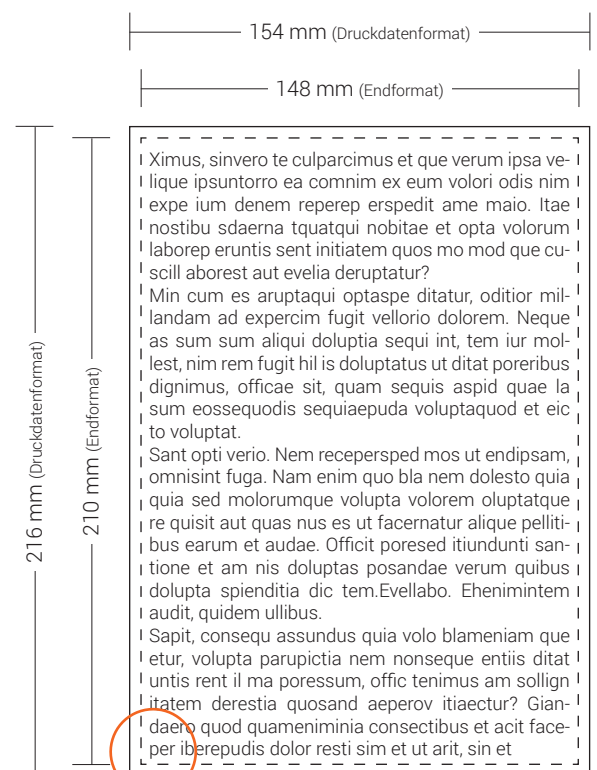 154 mm (Druckdatenformat)
148 mm (Endformat)
216 mm (Druckdatenformat)
210 mm (Endformat)
Ximus, sinvero te culparcimus et que verum ipsa ve-
lique ipsuntorro ea comnim ex eum volori odis nim
expe ium denem reperep erspedit ame maio. Itae
nostibu sdaerna tquatqui nobitae et opta volorum
laborep eruntis sent initiatem quos mo mod que cu-
scill aborest aut evelia deruptatur?
Min cum es aruptaqui optaspe ditatur, oditior mil-
landam ad expercim fugit vellorio dolorem. Neque
as sum sum aliqui doluptia sequi int, tem iur mol-
lest, nim rem fugit hil is doluptatus ut ditat poreribus
dignimus, officae sit, quam sequis aspid quae la
sum eossequodis sequiaepuda voluptaquod et eic
to voluptat.
Sant opti verio. Nem recepersped mos ut endipsam,
omnisint fuga. Nam enim quo bla nem dolesto quia
quia sed molorumque volupta volorem oluptatque
re quisit aut quas nus es ut facernatur alique pelliti-
bus earum et audae. Officit poresed itiundunti san-
tione et am nis doluptas posandae verum quibus
dolupta spienditia dic tem.Evellabo. Ehenimintem
audit, quidem ullibus.
Sapit, consequ assundus quia volo blameniam que
etur, volupta parupictia nem nonseque entiis ditat
untis rent il ma poressum, offic tenimus am sollign
itatem derestia quosand aeperov itiaectur? Gian-
daero quod quameniminia consectibus et acit face-
per iberepudis dolor resti sim et ut arit, sin et